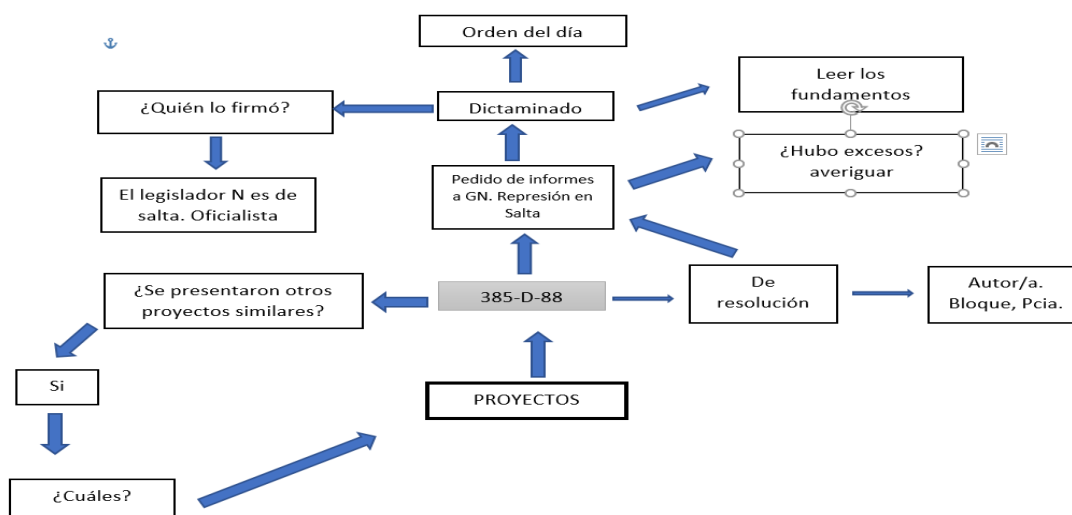 Orden del día
Leer los
fundamentos
¿Quién lo firmó?
Dictaminado
¿Hubo excesos?
averiguar
El legislador N es de
salta. Oficialista
Pedido de informes
a GN. Represión en
Salta
¿Se presentaron otros
proyectos similares?
385-D-88
De
resolución
Autor/a.
Bloque, Pcia.
Si
PROYECTOS
¿Cuáles?